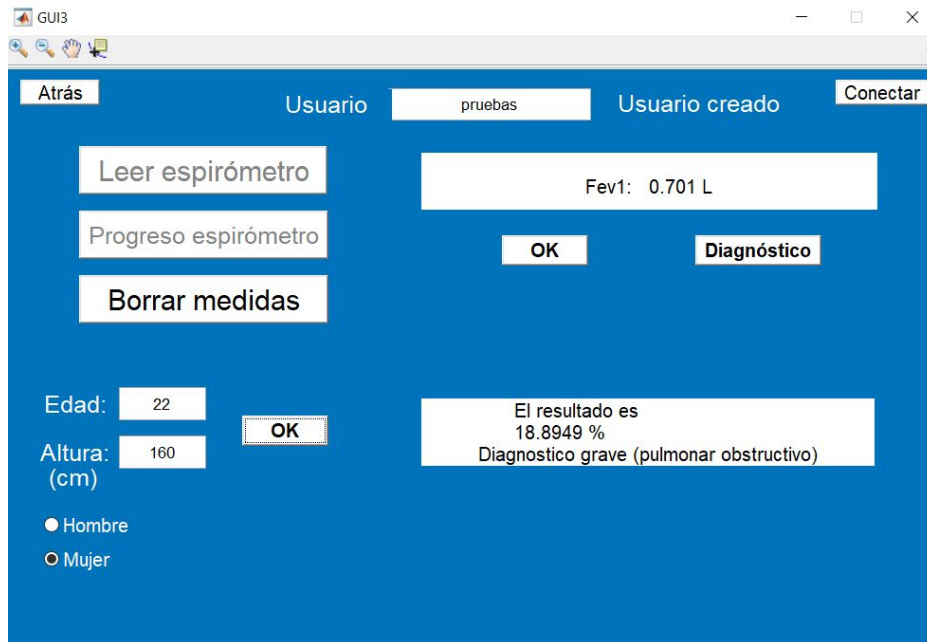 GUI3
Atrás
Usuario
pruebas
Usuario creado
Conectar
Leer espirómetro
Fev1: 0.701 L
Progreso espirómetro
OK
Diagnóstico
Borrar medidas
Edad:
22
OK
Altura:
(cm)
160
El resultado es
18.8949 %
Diagnostico grave (pulmonar obstructivo)
Hombre
Mujer